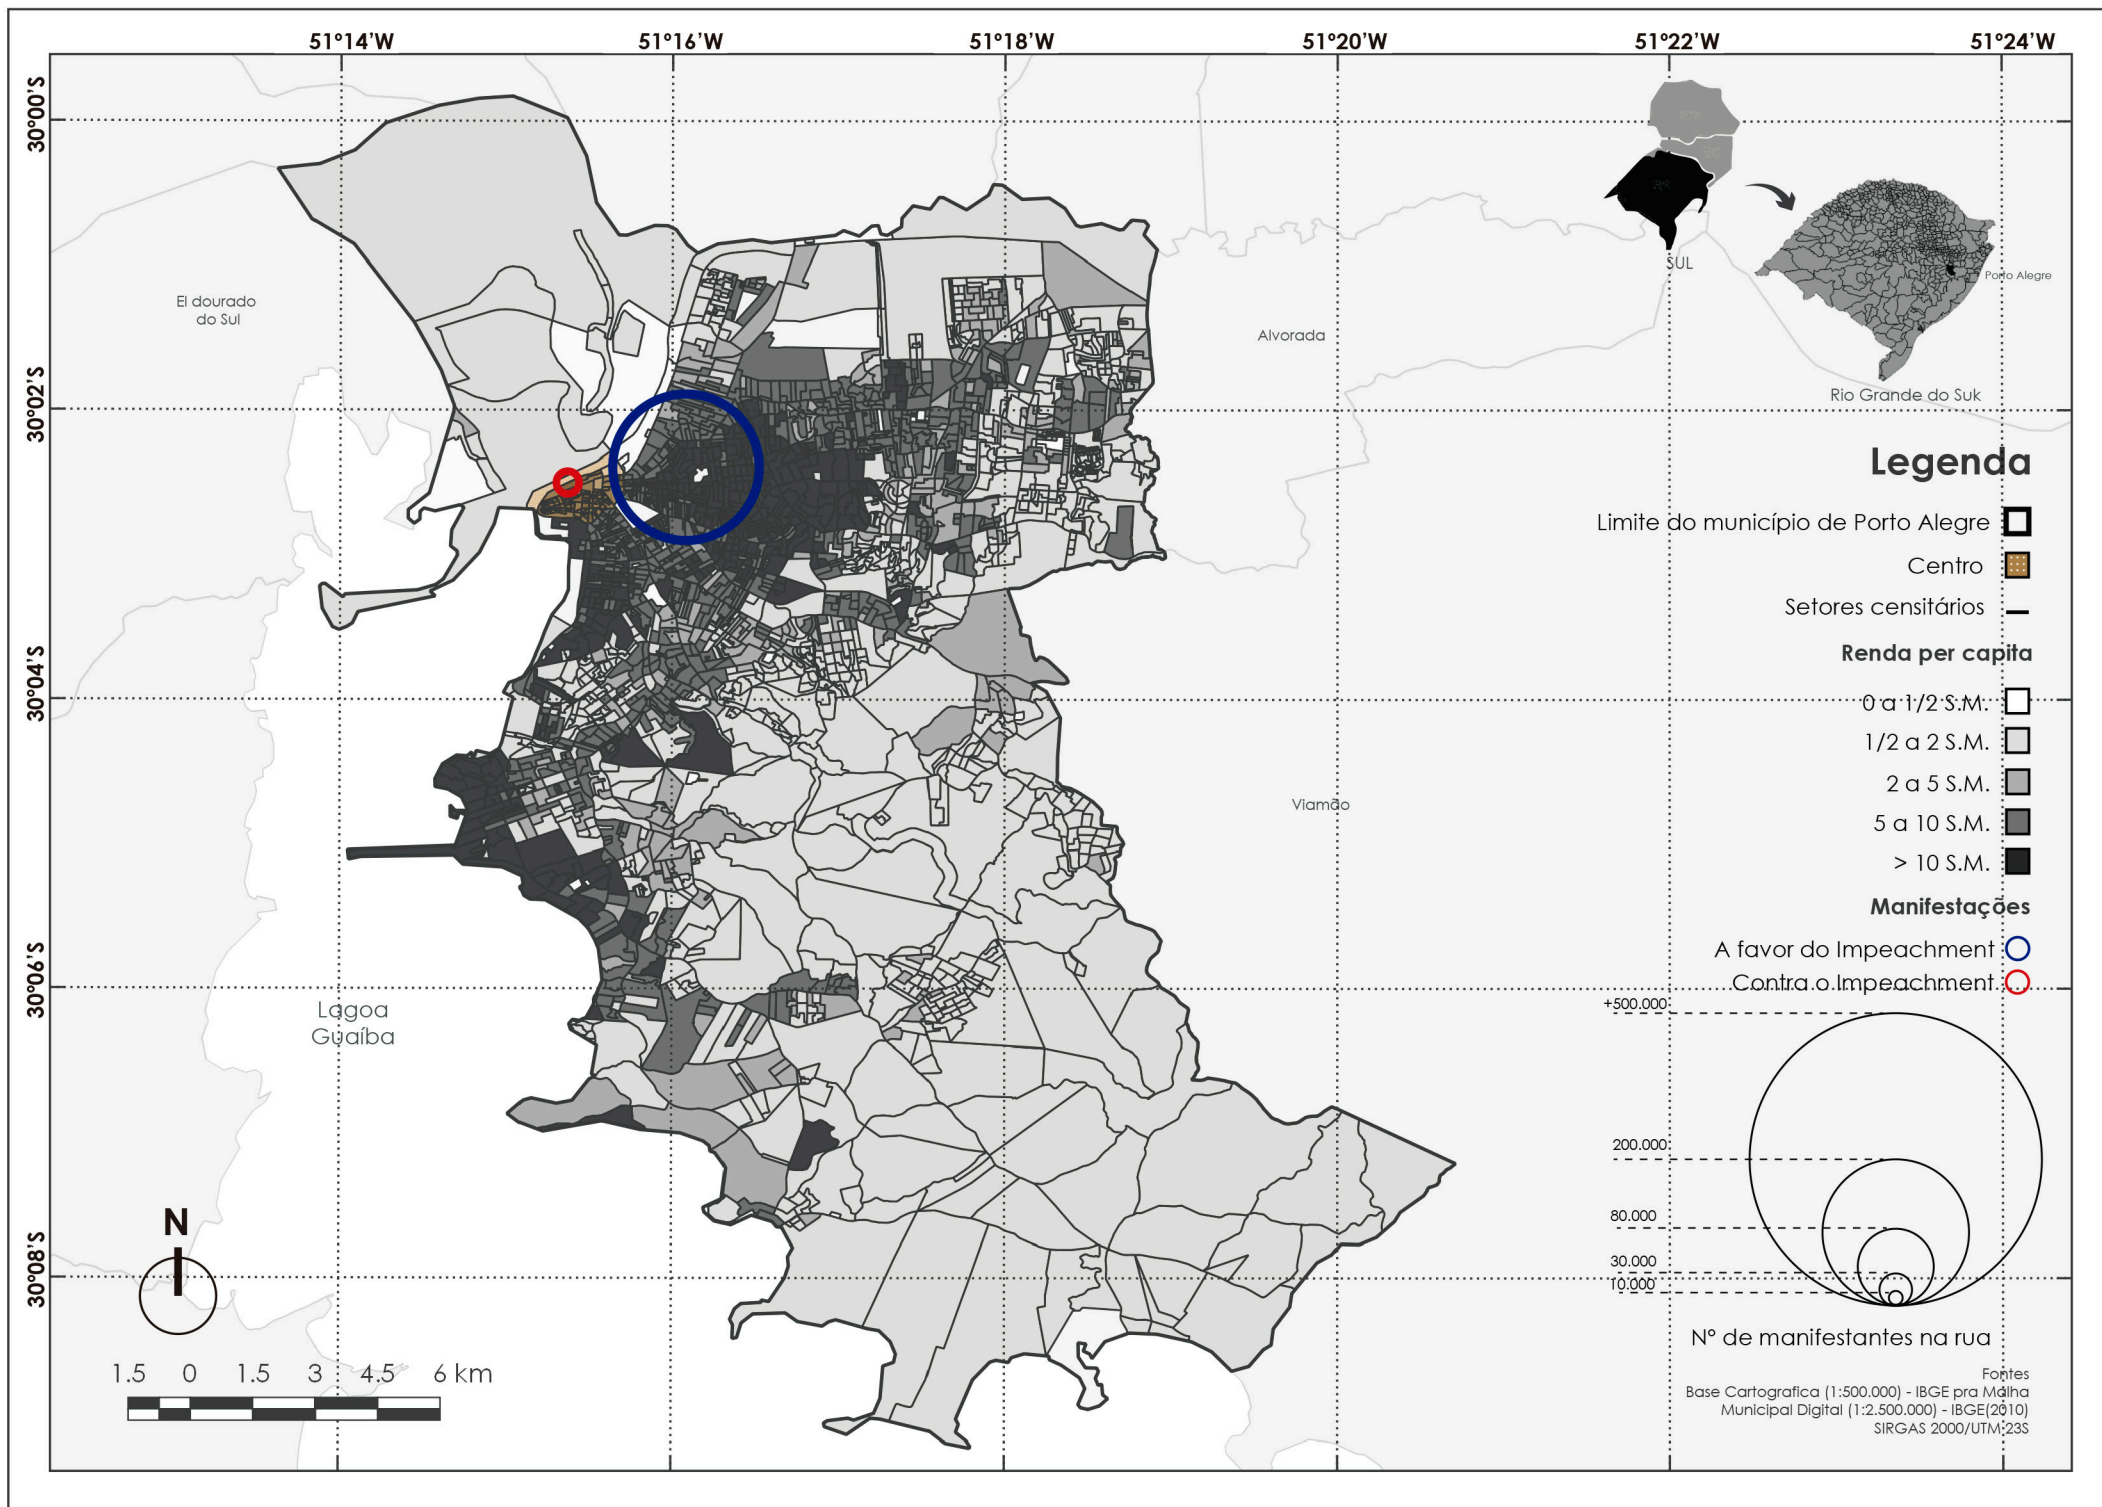 51°14'W
51°16'W
51°18'W
51°20'W
51°22'W
51°24'W
30°00'S
30°02'S
30°04'S
30°06'S
30°08'S
El dourado
do Sul
Alvorada
Viamão
Lagoa
Guaíba
SUL
Porto Alegre
Rio Grande do Suk
Legenda
Limite do município de Porto Alegre
Centro
Setores censitários
Renda per capita
0 a 1/2 S.M.
1/2 a 2 S.M.
2 a 5 S.M.
5 a 10 S.M.
> 10 S.M.
Manifestações
A favor do Impeachment
Contra o Impeachment
+500.000
200.000
80.000
30.000
10.000
N° de manifestantes na rua
Fontes
Base Cartografica (1:500.000) - IBGE pra Malha
Municipal Digital (1:2.500.000) - IBGE(2010)
SIRGAS 2000/UTM 23S
N
1.5 0 1.5 3 4.5 6 km